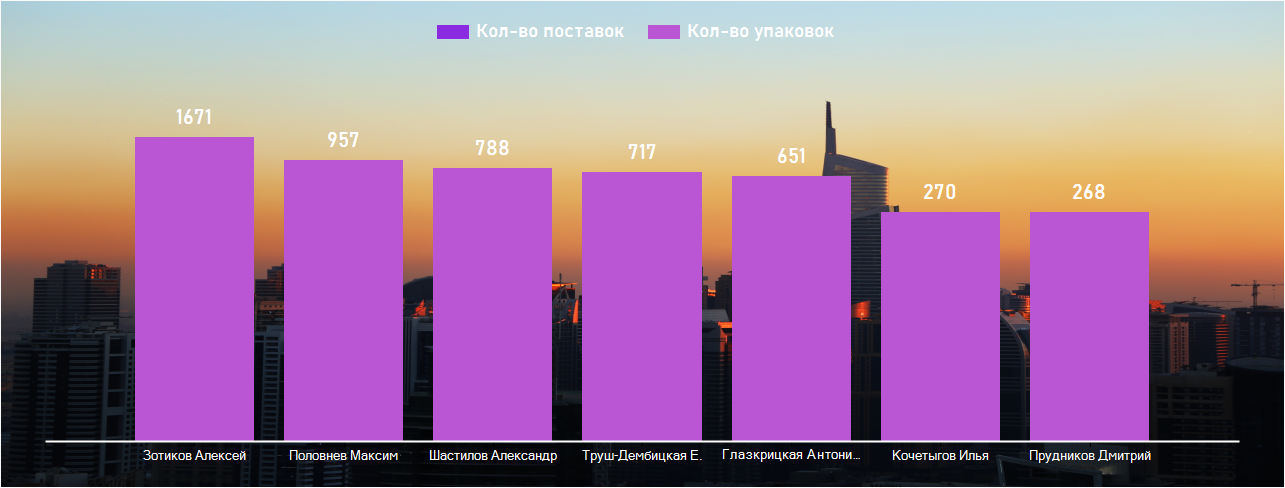 Кол-во поставок Кол-во упаковок
1671
957
788
717
651
270
268
Зотиков Алексей
Половнев Максим
Шастилов Александр
Труш-Дембицкая Е.
Глазкрицкая Антони...
Кочетыгов Илья
Прудников Дмитрий